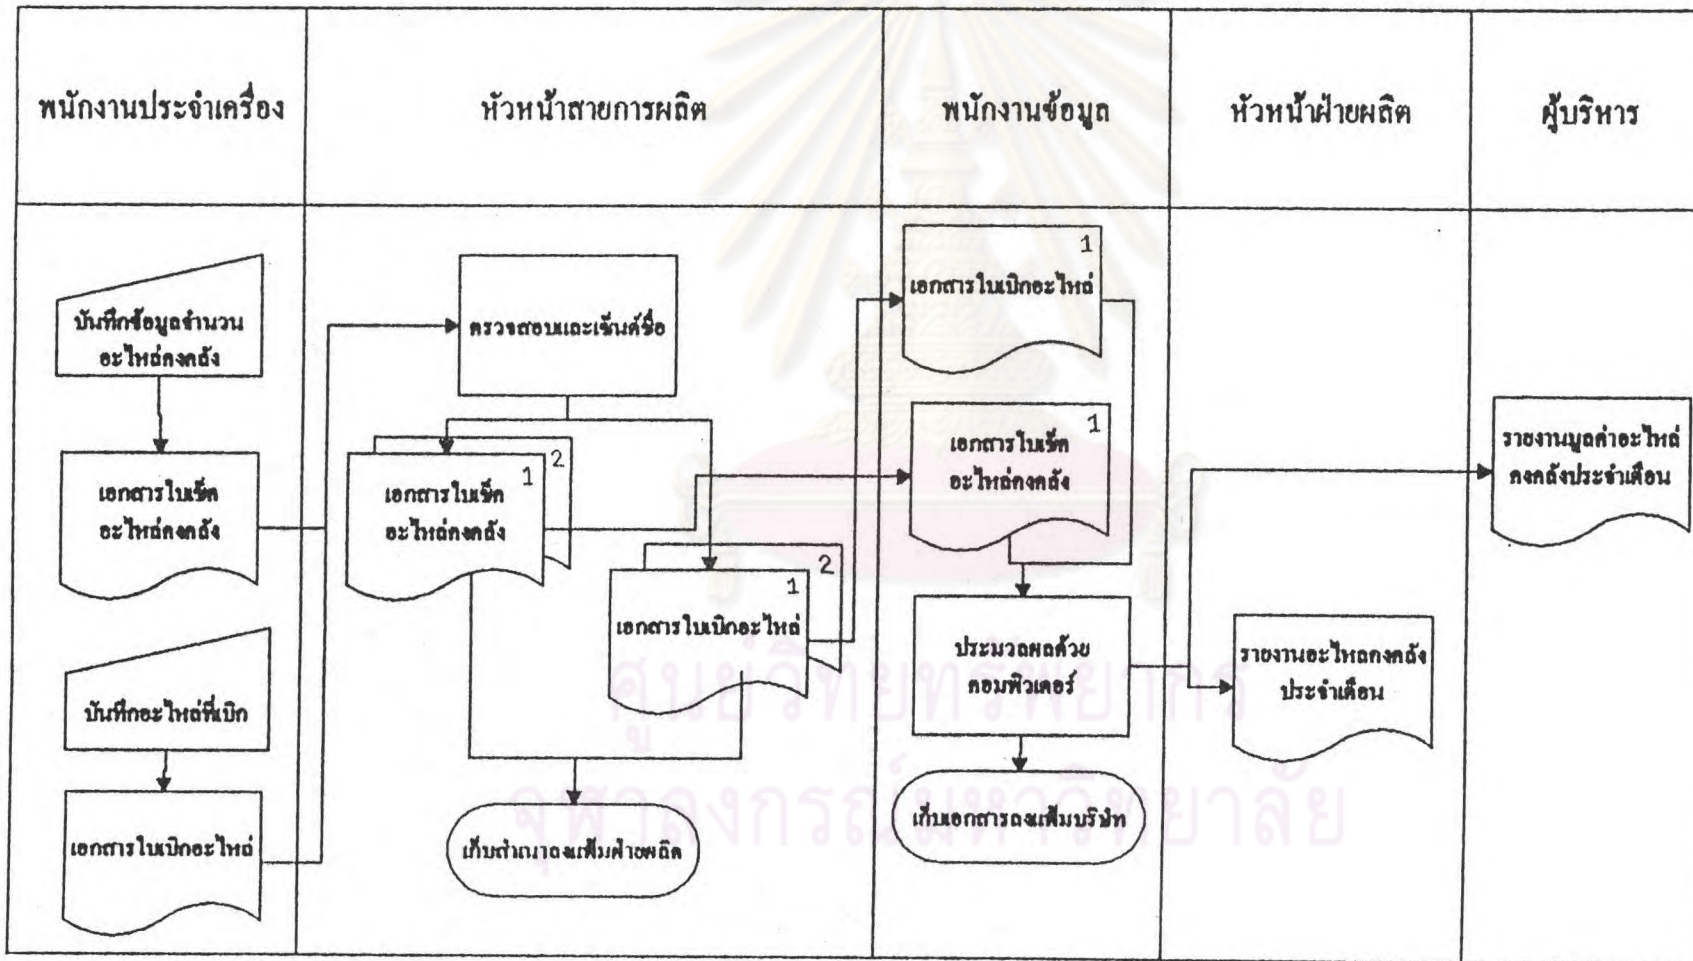 พนักงานประจำเครื่อง
หัวหน้าสายการผลิต
พนักงานข้อมูล
หัวหน้าฝ่ายผลิต
ผู้บริหาร
บันทึกข้อมูลจำนวน
อะไหล่คงคลัง
เอกสารใบเช็ค
อะไหล่คงคลัง
บันทึกอะไหล่ที่เบิก
เอกสารใบเบิกอะไหล่
ตรวจสอบและเซ็นต์ชื่อ
2
1
เอกสารใบเช็ค
อะไหล่คงคลัง
2
1
เอกสารใบเบิกอะไหล่
เก็บสำเนาลงแฟ้มฝ่ายผลิต
1
เอกสารใบเบิกอะไหล่
1
เอกสารใบเช็ค
อะไหล่คงคลัง
ประมวลผลด้วย
คอมพิวเตอร์
เก็บเอกสารลงแฟ้มบริษัท
รายงานอะไหล่คงคลัง
ประจำเดือน
รายงานมูลค่าอะไหล่
คงคลังประจำเดือน
ศูนย์วิทยทรัพยากร
จุฬาลงกรณ์มหาวิทยาลัย